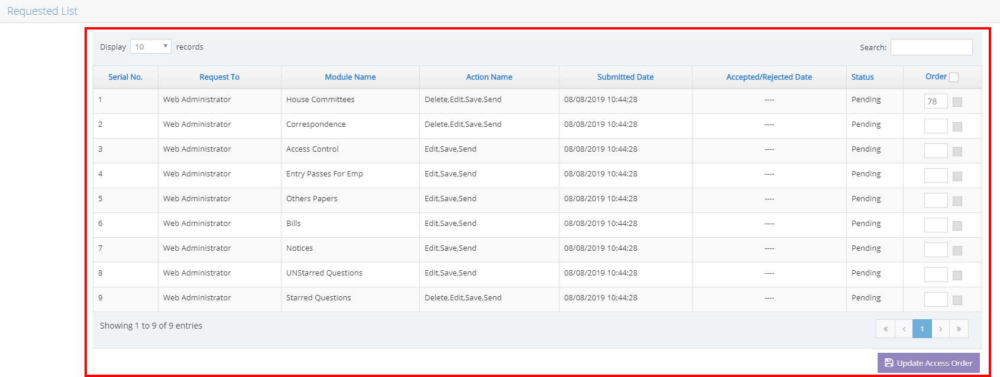 Requested List
Display 10 records Search:
Serial No. Request To Module Name Action Name Submitted Date Accepted/Rejected Date Status Order
1 Web Administrator House Committees Delete,Edit,Save,Send 08/08/2019 10:44:28 ---- Pending 78
2 Web Administrator Correspondence Delete,Edit,Save,Send 08/08/2019 10:44:28 ---- Pending
3 Web Administrator Access Control Edit,Save,Send 08/08/2019 10:44:28 ---- Pending
4 Web Administrator Entry Passes For Emp Edit,Save,Send 08/08/2019 10:44:28 ---- Pending
5 Web Administrator Others Papers Edit,Save,Send 08/08/2019 10:44:28 ---- Pending
6 Web Administrator Bills Edit,Save,Send 08/08/2019 10:44:28 ---- Pending
7 Web Administrator Notices Edit,Save,Send 08/08/2019 10:44:28 ---- Pending
8 Web Administrator UNStarred Questions Edit,Save,Send 08/08/2019 10:44:28 ---- Pending
9 Web Administrator Starred Questions Delete,Edit,Save,Send 08/08/2019 10:44:28 ---- Pending
Showing 1 to 9 of 9 entries « ‹ 1 › »
Update Access Order